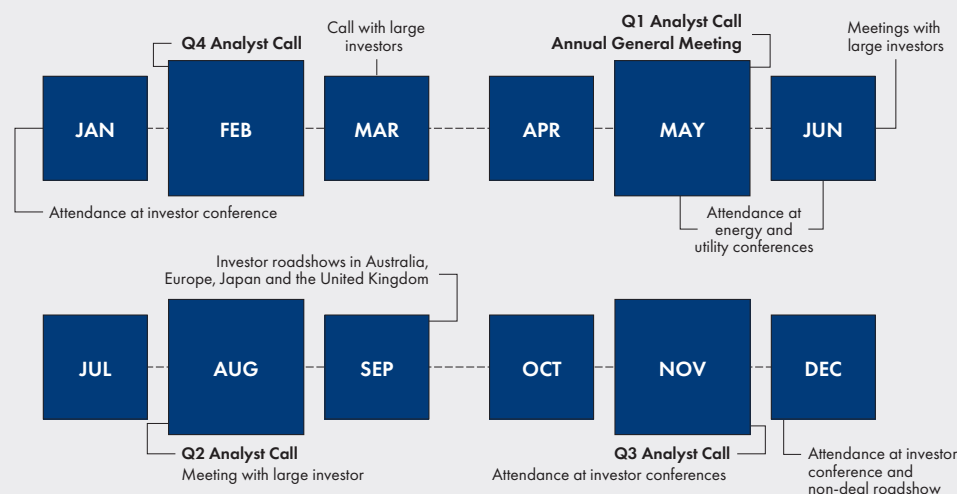 Q4 Analyst Call
Call with large
investors
Q1 Analyst Call
Annual General Meeting
Meetings with
large investors
JAN
FEB
MAR
APR
MAY
JUN
Attendance at investor conference
Attendance at
energy and
utility conferences
Investor roadshows in Australia,
Europe, Japan and the United Kingdom
JUL
AUG
SEP
OCT
NOV
DEC
Q2 Analyst Call
Meeting with large investor
Q3 Analyst Call
Attendance at investor conferences
Attendance at investor
conference and
non-deal roadshow